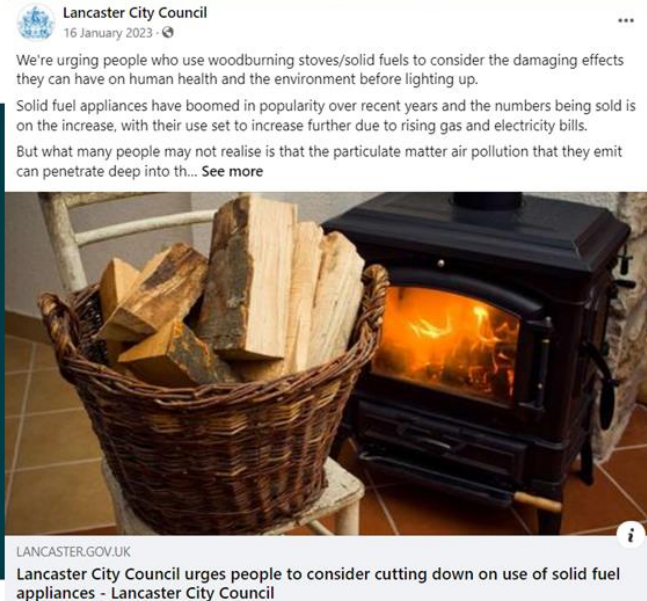 Lancaster City Council
16 January 2023 ·
We're urging people who use woodburning stoves/solid fuels to consider the damaging effects
they can have on human health and the environment before lighting up.
Solid fuel appliances have boomed in popularity over recent years and the numbers being sold is
on the increase, with their use set to increase further due to rising gas and electricity bills.
But what many people may not realise is that the particulate matter air pollution that they emit
can penetrate deep into th... See more
LANCASTER.GOV.UK
Lancaster City Council urges people to consider cutting down on use of solid fuel
appliances - Lancaster City Council